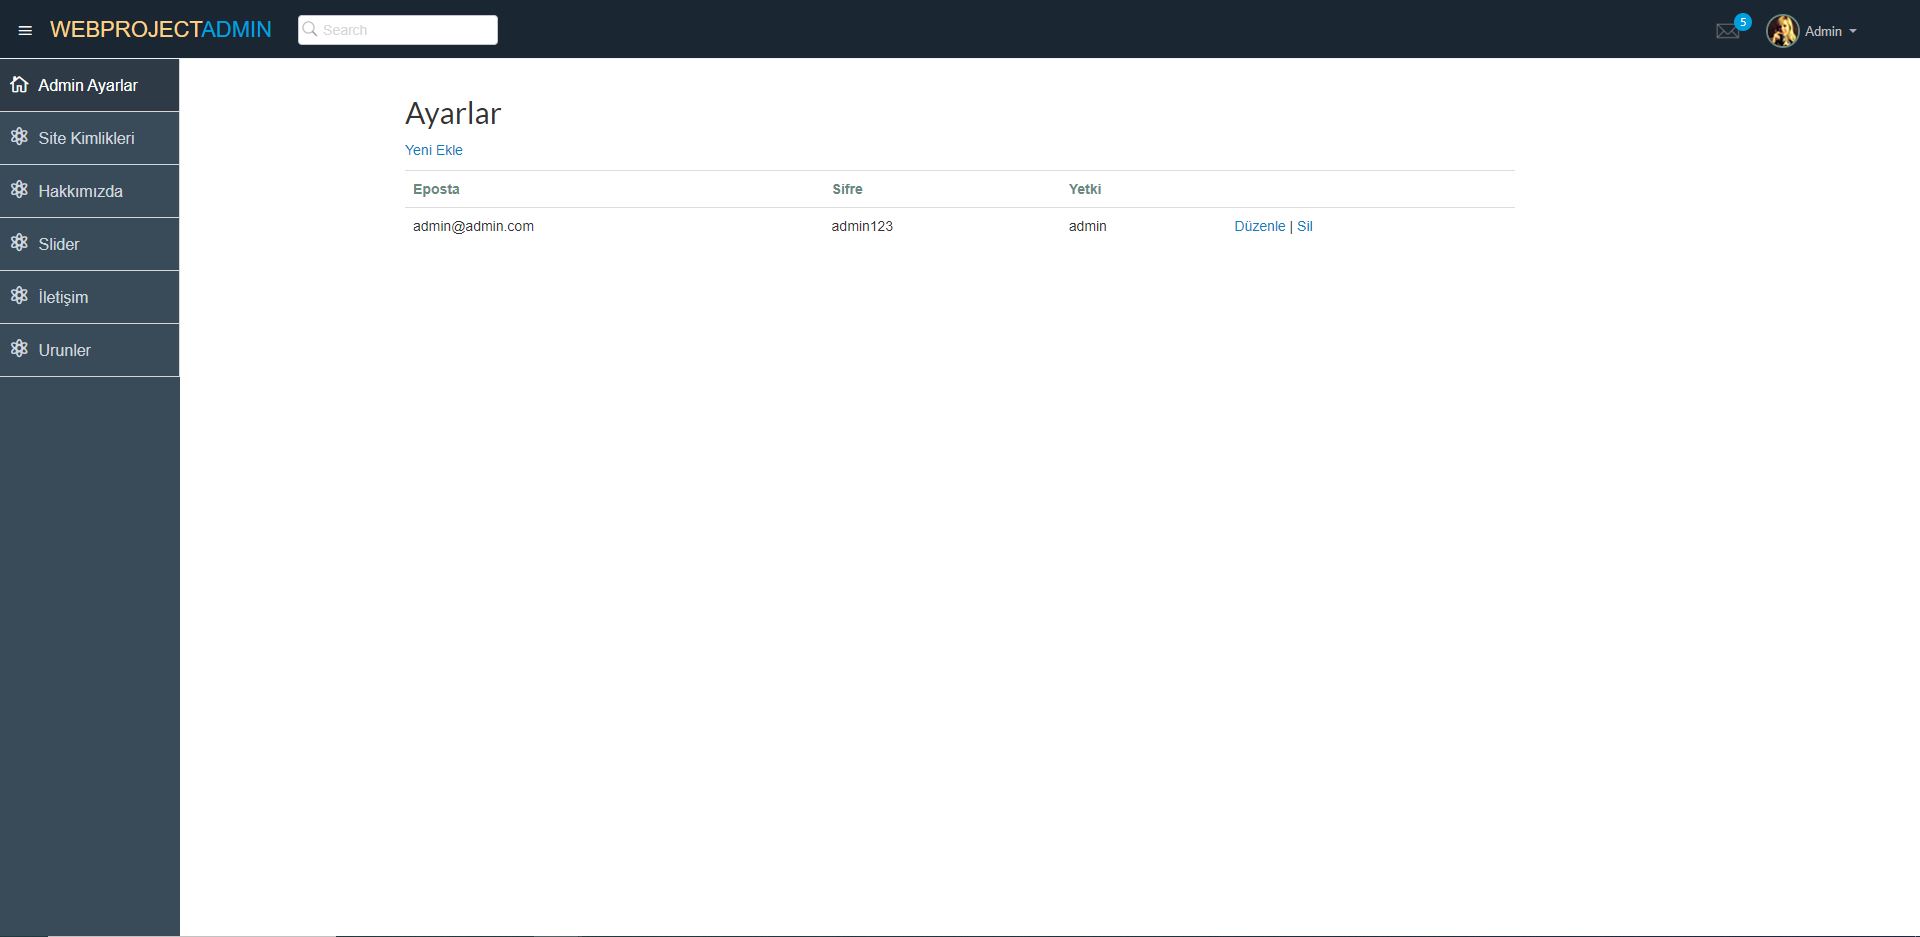 WEBPROJECTADMIN
Search
5
Admin
Admin Ayarlar
Site Kimlikleri
Hakkımızda
Slider
İletişim
Urunler
Ayarlar
Yeni Ekle
Eposta Sifre Yetki
admin@admin.com admin123 admin Düzenle | Sil